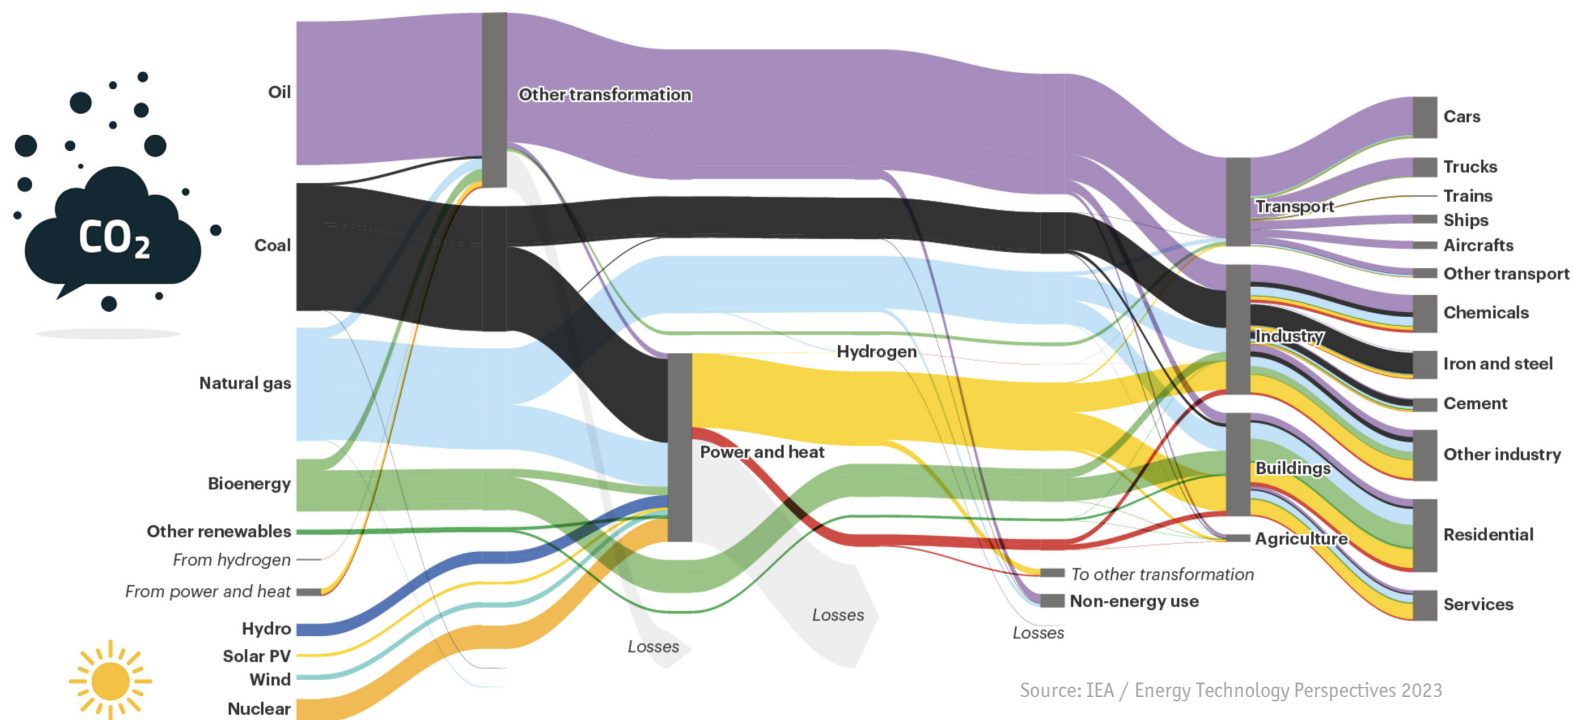 CO2
Oil
Coal
Natural gas
Bioenergy
Other renewables
From hydrogen
From power and heat
Hydro
Solar PV
Wind
Nuclear
Other transformation
Power and heat
Losses
Losses
Hydrogen
To other transformation
Non-energy use
Losses
Transport
Industry
Buildings
Agriculture
Cars
Trucks
Trains
Ships
Aircrafts
Other transport
Chemicals
Iron and steel
Cement
Other industry
Residential
Services
Source: IEA / Energy Technology Perspectives 2023